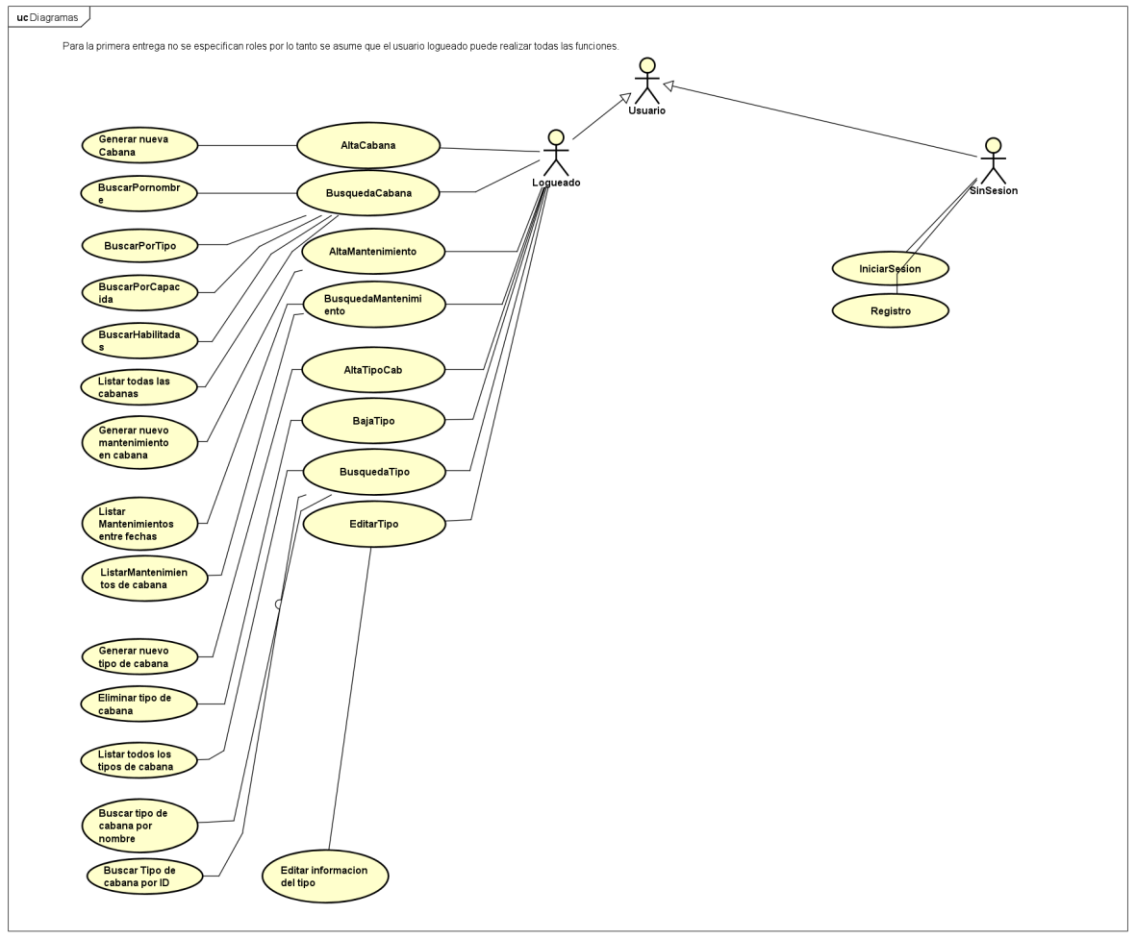 uc Diagramas
Para la primera entrega no se especifican roles por lo tanto se asume que el usuario logueado puede realizar todas las funciones.
Usuario
Logueado
SinSesion
Generar nueva
Cabana
AltaCabana
BuscarPornombr
e
BusquedaCabana
BuscarPorTipo
AltaMantenimiento
IniciarSesion
BuscarPorCapac
ida
BusquedaMantenimi
ento
Registro
BuscarHabilitada
s
Listar todas las
cabanas
AltaTipoCab
Generar nuevo
mantenimiento
en cabana
BajaTipo
BusquedaTipo
Listar
Mantenimientos
entre fechas
EditarTipo
ListarMantenimien
tos de cabana
Generar nuevo
tipo de cabana
Eliminar tipo de
cabana
Listar todos los
tipos de cabana
Buscar tipo de
cabana por
nombre
Buscar Tipo de
cabana por ID
Editar informacion
del tipo